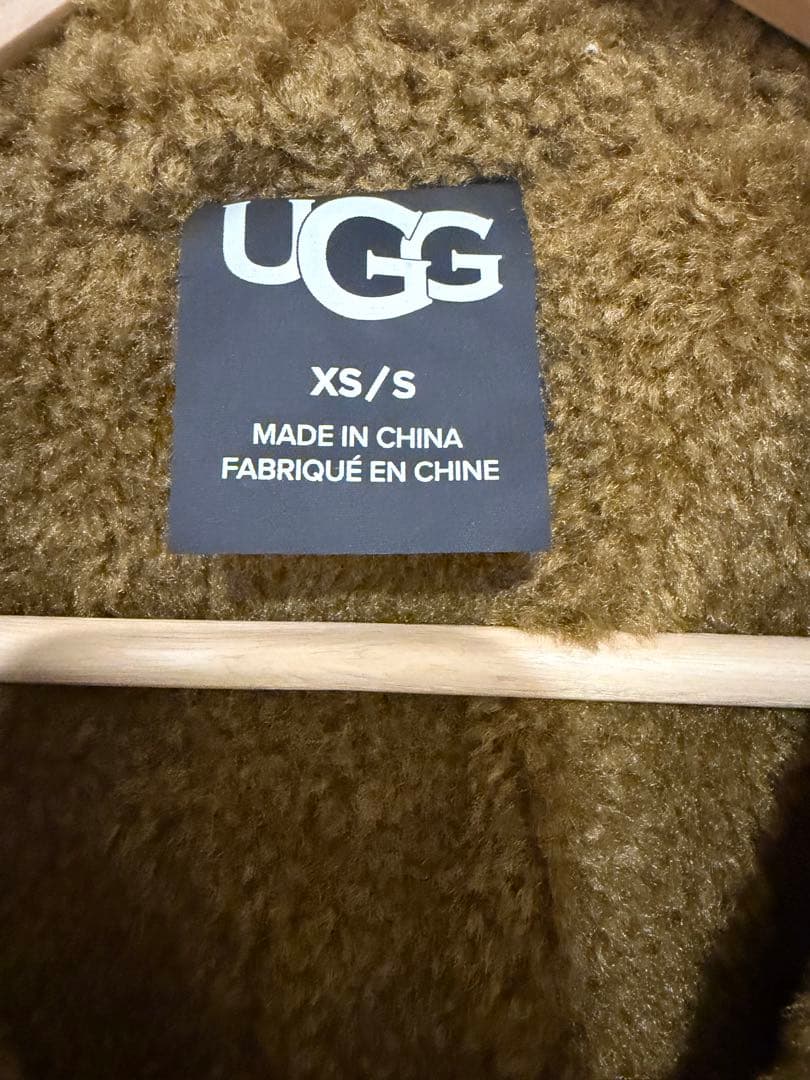 UGG
XS/S
MADE IN CHINA
FABRIQUÉ EN CHINE